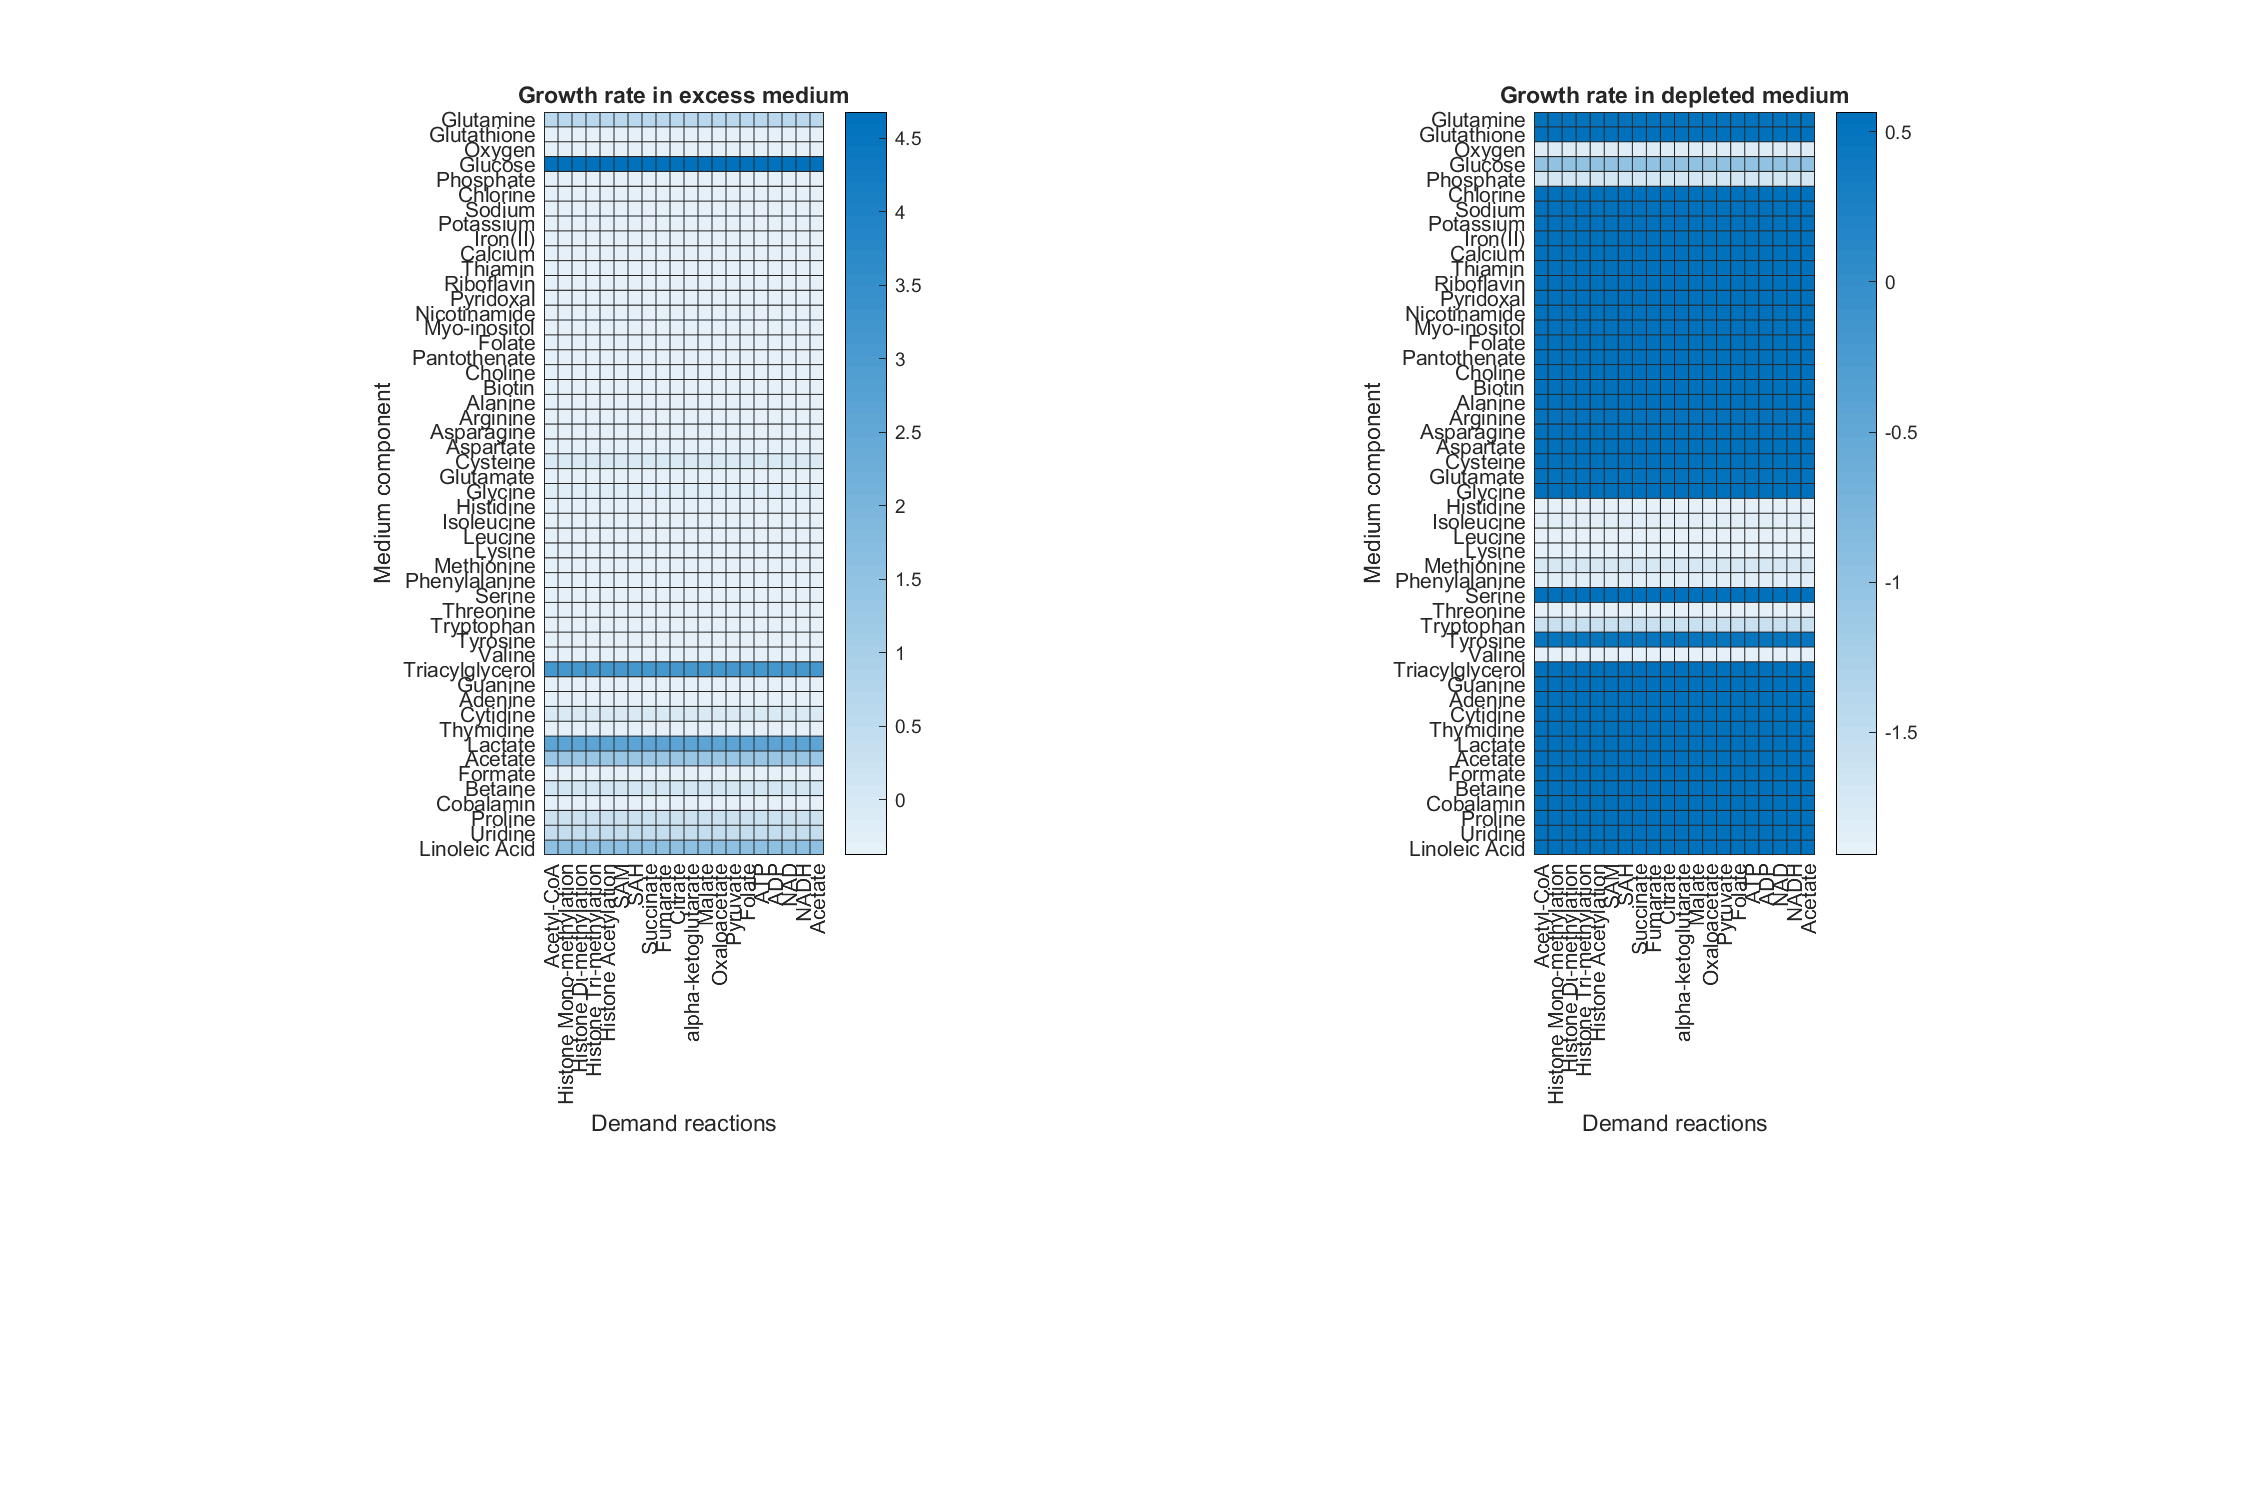 Growth rate in excess medium
Medium component
Glutamine
Glutathione
Oxygen
Glucose
Phosphate
Chlorine
Sodium
Potassium
Iron(II)
Calcium
Thiamin
Riboflavin
Pyridoxal
Nicotinamide
Myo-inositol
Folate
Pantothenate
Choline
Biotin
Alanine
Arginine
Asparagine
Aspartate
Cysteine
Glutamate
Glycine
Histidine
Isoleucine
Leucine
Lysine
Methionine
Phenylalanine
Serine
Threonine
Tryptophan
Tyrosine
Valine
Triacylglycerol
Guanine
Adenine
Cytidine
Thymidine
Lactate
Acetate
Formate
Betaine
Cobalamin
Proline
Uridine
Linoleic Acid
4.5
4
3.5
3
2.5
2
1.5
1
0.5
0
Acetyl-CoA
Histone Mono-methylation
Histone Di-methylation
Histone Tri-methylation
Histone Acetylation
SAM
SAH
Succinate
Fumarate
Citrate
alpha-ketoglutarate
Malate
Oxaloacetate
Pyruvate
Folate
ATP
ADP
NAD
NADH
Acetate
Demand reactions
Growth rate in depleted medium
Medium component
Glutamine
Glutathione
Oxygen
Glucose
Phosphate
Chlorine
Sodium
Potassium
Iron(II)
Calcium
Thiamin
Riboflavin
Pyridoxal
Nicotinamide
Myo-inositol
Folate
Pantothenate
Choline
Biotin
Alanine
Arginine
Asparagine
Aspartate
Cysteine
Glutamate
Glycine
Histidine
Isoleucine
Leucine
Lysine
Methionine
Phenylalanine
Serine
Threonine
Tryptophan
Tyrosine
Valine
Triacylglycerol
Guanine
Adenine
Cytidine
Thymidine
Lactate
Acetate
Formate
Betaine
Cobalamin
Proline
Uridine
Linoleic Acid
0.5
0
-0.5
-1
-1.5
Acetyl-CoA
Histone Mono-methylation
Histone Di-methylation
Histone Tri-methylation
Histone Acetylation
SAM
SAH
Succinate
Fumarate
Citrate
alpha-ketoglutarate
Malate
Oxaloacetate
Pyruvate
Folate
ATP
ADP
NAD
NADH
Acetate
Demand reactions